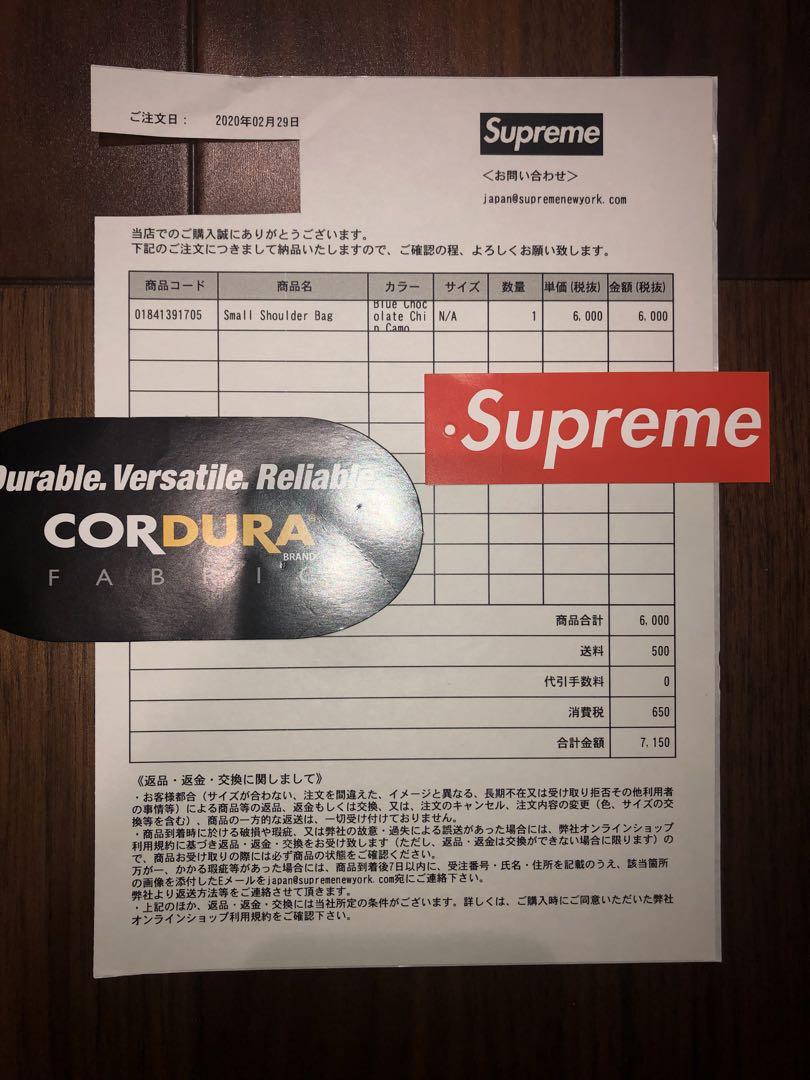 ご注文日： 2020年02月29日
Supreme
＜お問い合わせ＞
japan@supremenewyork.com
当店でのご購入誠にありがとうございます。
下記のご注文につきまして納品いたしますので、ご確認の程、よろしくお願い致します。
商品コード 商品名 カラー サイズ 数量 単価(税抜) 金額(税抜)
01841391705 Small Shoulder Bag Blue Choc N/A 1 6,000 6,000
olate Chi
p Camo
Supreme
Durable. Versatile. Reliable.
CORDURA
BRAND
FABRIC
商品合計 6,000
送料 500
代引手数料 0
消費税 650
合計金額 7,150
《返品・返金・交換に関しまして》
・お客様都合（サイズが合わない、注文を間違えた、イメージと異なる、長期不在又は受け取り拒否その他利用者
の事情等）による商品等の返品、返金もしくは交換、又は、注文のキャンセル、注文内容の変更（色、サイズの交
換等を含む）、商品の一方的な返送は、一切受け付けておりません。
・商品到着時に於ける破損や瑕疵、又は弊社の故意・過失による誤送があった場合には、弊社オンラインショップ
利用規約に基づき返品・返金・交換をお受け致します（ただし、返品・返金は交換ができない場合に限ります）の
で、商品お受け取りの際には必ず商品の状態をご確認ください。
万が一、かかる瑕疵等があった場合には、商品到着後7日以内に、受注番号・氏名・住所を記載のうえ、該当箇所
の画像を添付したEメールをjapan@supremenewyork.com宛にご連絡下さい。
弊社より返送方法等をご連絡させて頂きます。
・上記のほか、返品・返金・交換には当社所定の条件がございます。詳しくは、ご購入時にご同意いただいた弊社
オンラインショップ利用規約をご確認下さい。